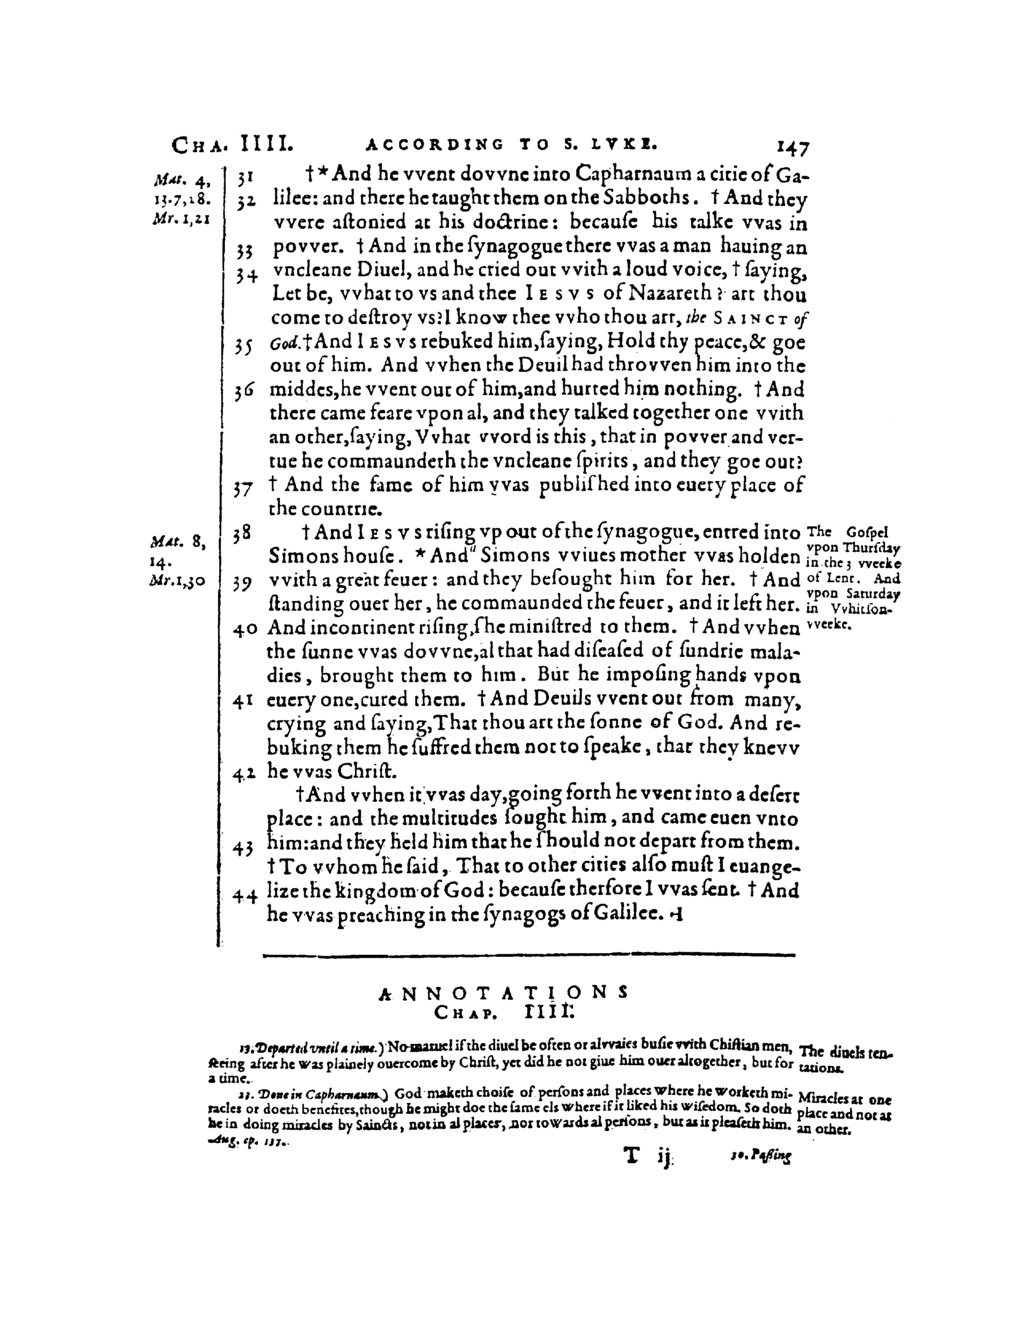 CHA. IIII. ACCORDING TO S. LVKE. 147
Mat. 4,
13. 7, 28.
Mr. 1, 21
31 †*And he vvent dovvne into Capharnaum a citie of Ga-
32 lilee: and there he taught them on the Sabboths. † And they
vvere aſtonied at his doctrine: becauſe his talke vvas in
33 povver. † And in the ſynagogue there vvas a man hauing an
34 vncleane Diuel, and he cried out vvith a loud voice, † ſaying,
Let be, vvhat to vs and thee IESVS of Nazareth? art thou
come to deſtroy vs? I know thee vvho thou art, the SAINCT of
35 God. † And IESVS rebuked him, ſaying, Hold thy peace, & goe
out of him. And vvhen the Deuil had throvven him into the
36 middes, he vvent out of him, and hurted him nothing. † And
there came feare vpon al, and they talked together one vvith
an other, ſaying, Vvhat vvord is this, that in povver and ver-
tue he commaundeth the vncleane ſpirits, and they goe out?
37 † And the fame of him vvas publiſhed into euery place of
the countrie.
Mat. 8,
14.
Mr. 1, 30
38 † And IESVS riſing vp out of the ſynagogue, entred into
Simons houſe. * And " Simons vviues mother vvas holden
39 vvith a great feuer: and they beſought him for her. † And
ſtanding ouer her, he commaunded the feuer, and it left her.
40 And incontinent riſing, ſhe miniſtred to them. † And vvhen
the ſunne vvas dovvne, al that had diſeaſed of ſundrie mala-
dies, brought them to him. But he impoſing hands vpon
41 euery one, cured them. † And Deuils vvent out from many,
crying and ſaying, That thou art the ſonne of God. And re-
buking them he ſuffred them not to ſpeake, that they knevv
42 he vvas Chriſt.
† And vvhen it vvas day, going forth he vvent into a deſert
place: and the multitudes ſought him, and came euen vnto
43 him: and they held him that he ſhould not depart from them.
† To vvhom he ſaid, That to other cities alſo muſt I euange-
44 lize the kingdom of God: becauſe therfore I vvas ſent. † And
he vvas preaching in the ſynagogs of Galilee. ⊣
The Goſpel
vpon Thurſday
in the 3 vveeke
of Lent. And
vpon Saturday
in Vvhitſon-
vveeke.
ANNOTATIONS
CHAP. IIII.
13. Departed vntil a time.) No maruel if the diuel be often or alvvaies buſie vvith Chiſtian men,
ſeeing after he was plainely ouercome by Chriſt, yet did he not giue him ouer altogether, but for
a time.
The diuels ten-
tations.
23. Done in Capharnaum.) God maketh choiſe of perſons and places where he worketh mi-
racles or doeth benefites, though he might doe the ſame els where if it liked his wiſedom. So doth
he in doing miracles by Saincts, not in al places, nor towards al perſons, but as it pleaſeth him.
Aug. ep. 137.
Miracles at one
place and not at
an other.
T ij 30. Paſſing